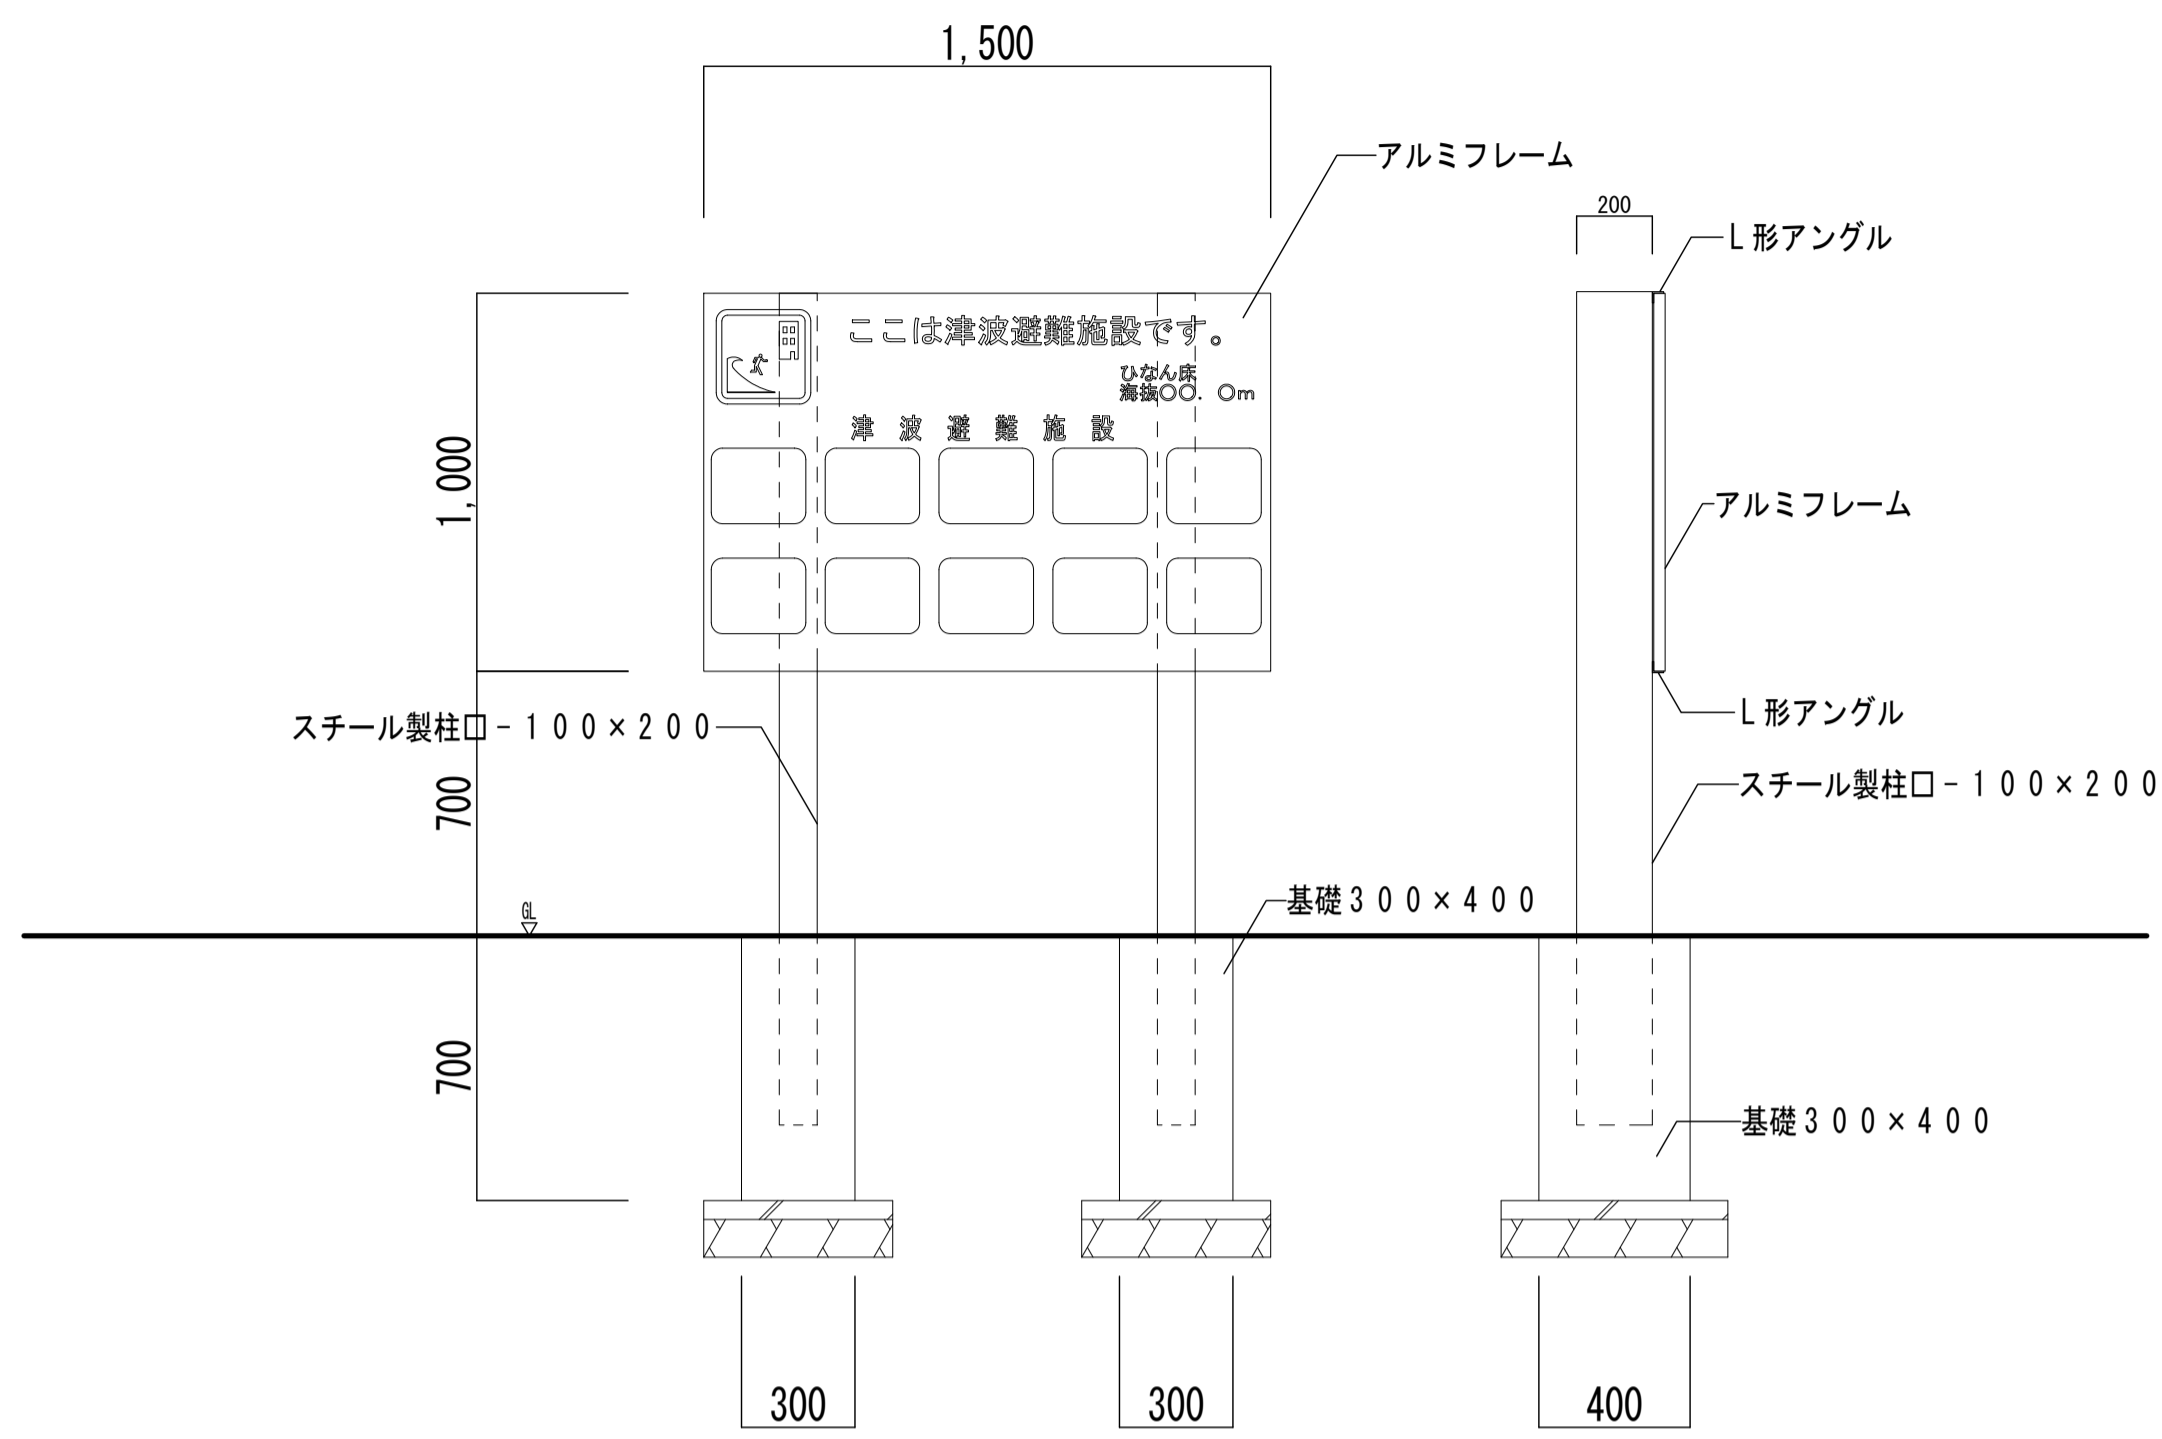 1,500
アルミフレーム
200
L形アングル
ここは津波避難施設です。
ひなん床
海抜〇〇.〇m
津波避難施設
1,000
アルミフレーム
L形アングル
スチール製柱ロ-100×200
スチール製柱ロ-100×200
700
基礎300×400
GL
700
基礎300×400
300
300
400